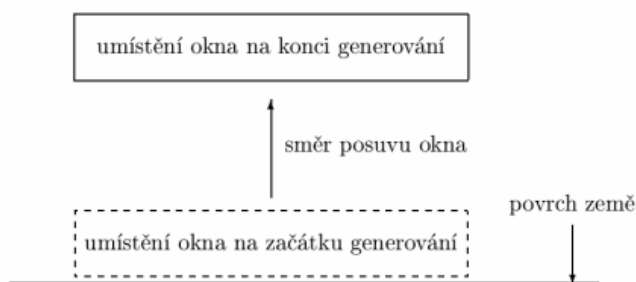 umístění okna na konci generování
směr posuvu okna
povrch země
umístění okna na začátku generování